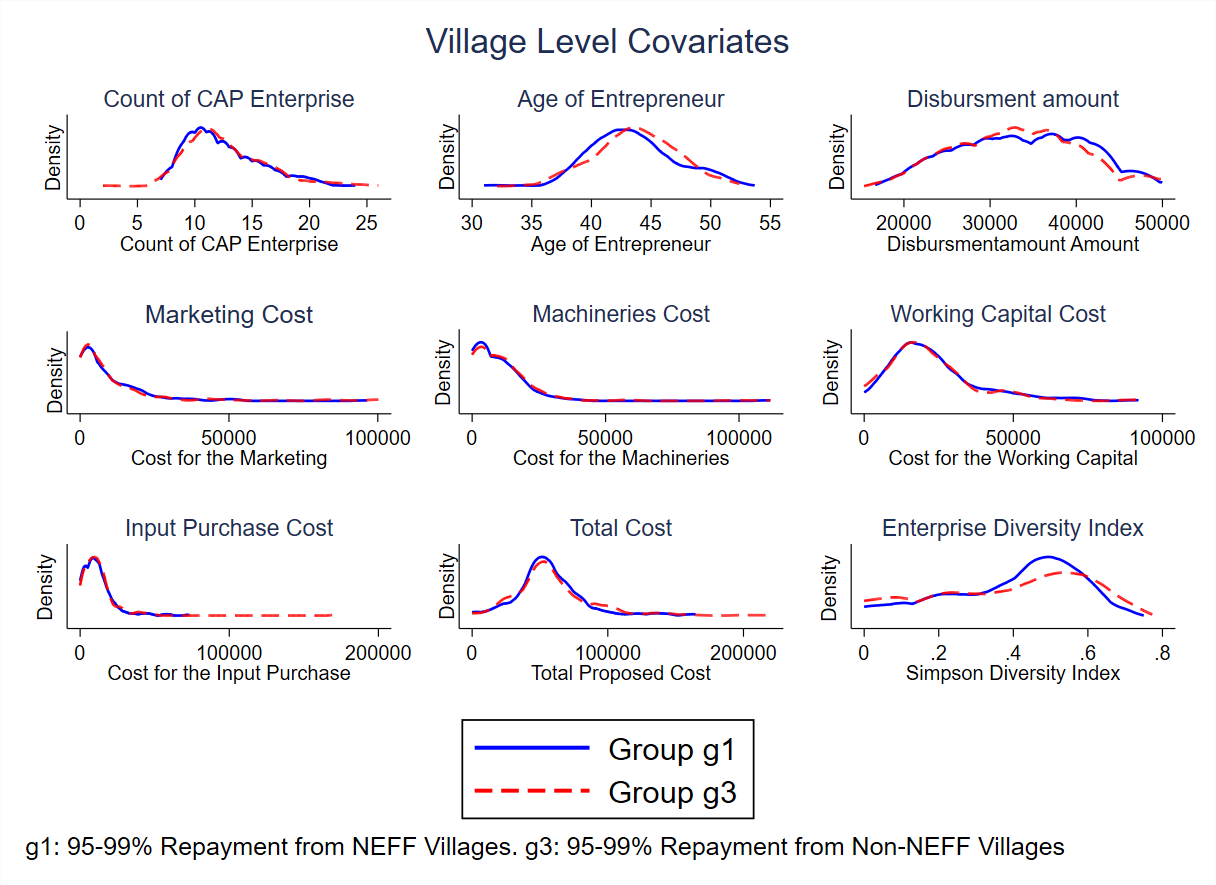 Village Level Covariates
Count of CAP Enterprise
Density
0 5 10 15 20 25
Count of CAP Enterprise
Age of Entrepreneur
Density
30 35 40 45 50 55
Age of Entrepreneur
Disbursment amount
Density
20000 30000 40000 50000
Disbursmentamount Amount
Marketing Cost
Density
0 50000 100000
Cost for the Marketing
Machineries Cost
Density
0 50000 100000
Cost for the Machineries
Working Capital Cost
Density
0 50000 100000
Cost for the Working Capital
Input Purchase Cost
Density
0 100000 200000
Cost for the Input Purchase
Total Cost
Density
0 100000 200000
Total Proposed Cost
Enterprise Diversity Index
Density
0 .2 .4 .6 .8
Simpson Diversity Index
Group g1
Group g3
g1: 95-99% Repayment from NEFF Villages. g3: 95-99% Repayment from Non-NEFF Villages